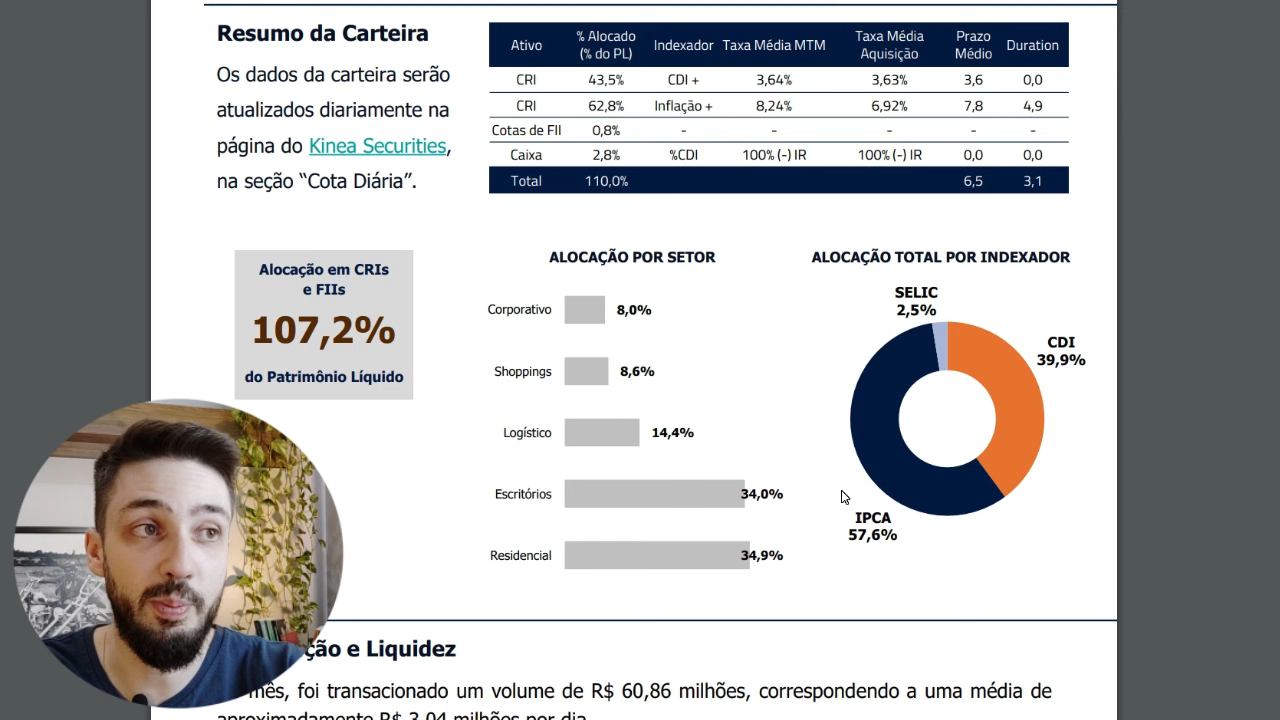 Resumo da Carteira
Os dados da carteira serão
atualizados diariamente na
página do Kinea Securities,
na seção “Cota Diária”.
Ativo % Alocado (% do PL) Indexador Taxa Média MTM Taxa Média Aquisição Prazo Médio Duration
CRI 43,5% CDI + 3,64% 3,63% 3,6 0,0
CRI 62,8% Inflação + 8,24% 6,92% 7,8 4,9
Cotas de FII 0,8% - - - - -
Caixa 2,8% %CDI 100% (-) IR 100% (-) IR 0,0 0,0
Total 110,0% 6,5 3,1
Alocação em CRIs
e FIIs
107,2%
do Patrimônio Líquido
ALOCAÇÃO POR SETOR
Corporativo 8,0%
Shoppings 8,6%
Logístico 14,4%
Escritórios 34,0%
Residencial 34,9%
ALOCAÇÃO TOTAL POR INDEXADOR
SELIC
2,5%
CDI
39,9%
IPCA
57,6%
ção e Liquidez
mês, foi transacionado um volume de R$ 60,86 milhões, correspondendo a uma média de
aproximadamente R$ 3,04 milhões por dia.